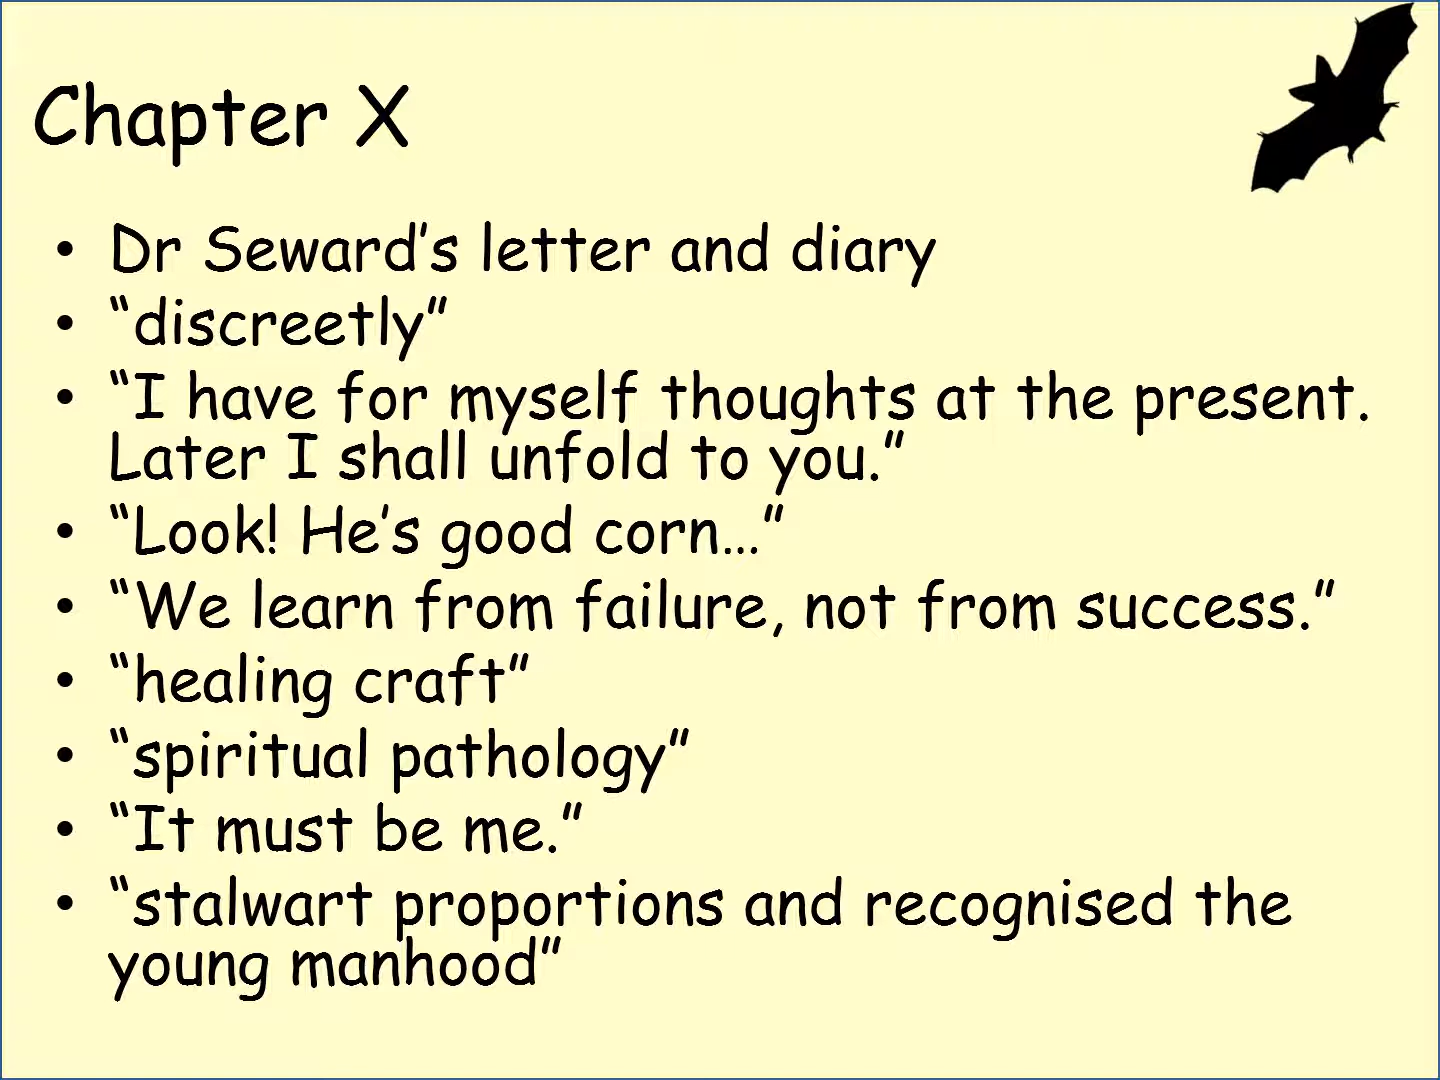 Chapter X
• Dr Seward’s letter and diary
• “discreetly”
• “I have for myself thoughts at the present.
Later I shall unfold to you.”
• “Look! He’s good corn…”
• “We learn from failure, not from success.”
• “healing craft”
• “spiritual pathology”
• “It must be me.”
• “stalwart proportions and recognised the
young manhood”